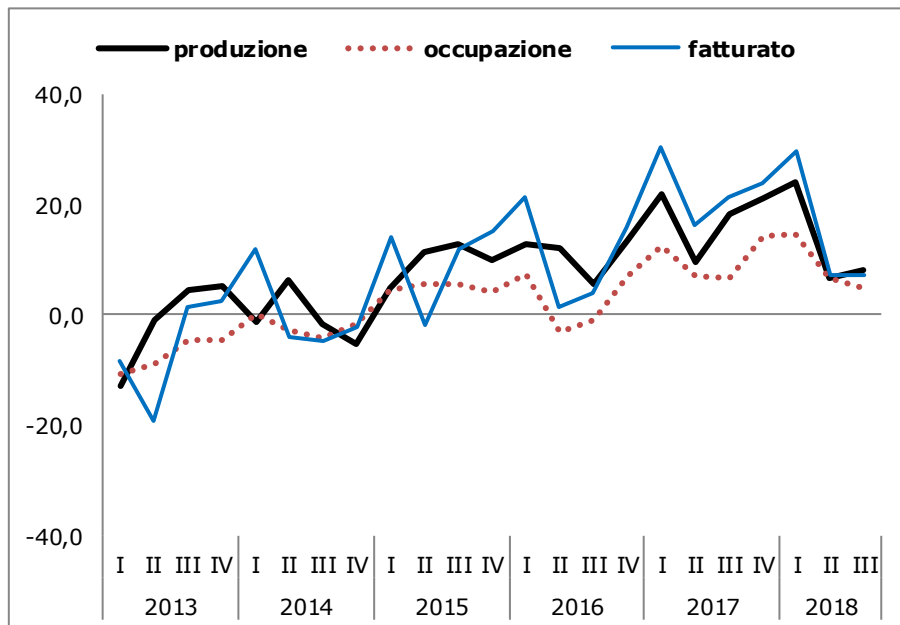 produzione occupazione fatturato
40,0
20,0
0,0
-20,0
-40,0
I II III IV I II III IV I II III IV I II III IV I II III IV I II III
2013 2014 2015 2016 2017 2018